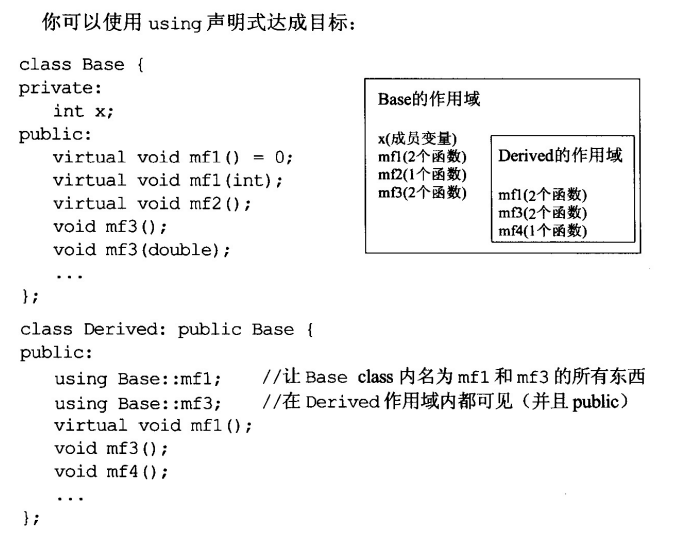 你可以使用 using 声明式达成目标：
class Base {
private:
int x;
public:
virtual void mf1() = 0;
virtual void mf1(int);
virtual void mf2();
void mf3();
void mf3(double);
...
};
Base的作用域
x(成员变量)
mf1(2个函数)
mf2(1个函数)
mf3(2个函数)
Derived的作用域
mf1(2个函数)
mf3(2个函数)
mf4(1个函数)
class Derived: public Base {
public:
using Base::mf1; //让 Base class 内名为 mf1 和 mf3 的所有东西
using Base::mf3; //在 Derived 作用域内都可见（并且 public）
virtual void mf1();
void mf3();
void mf4();
...
};